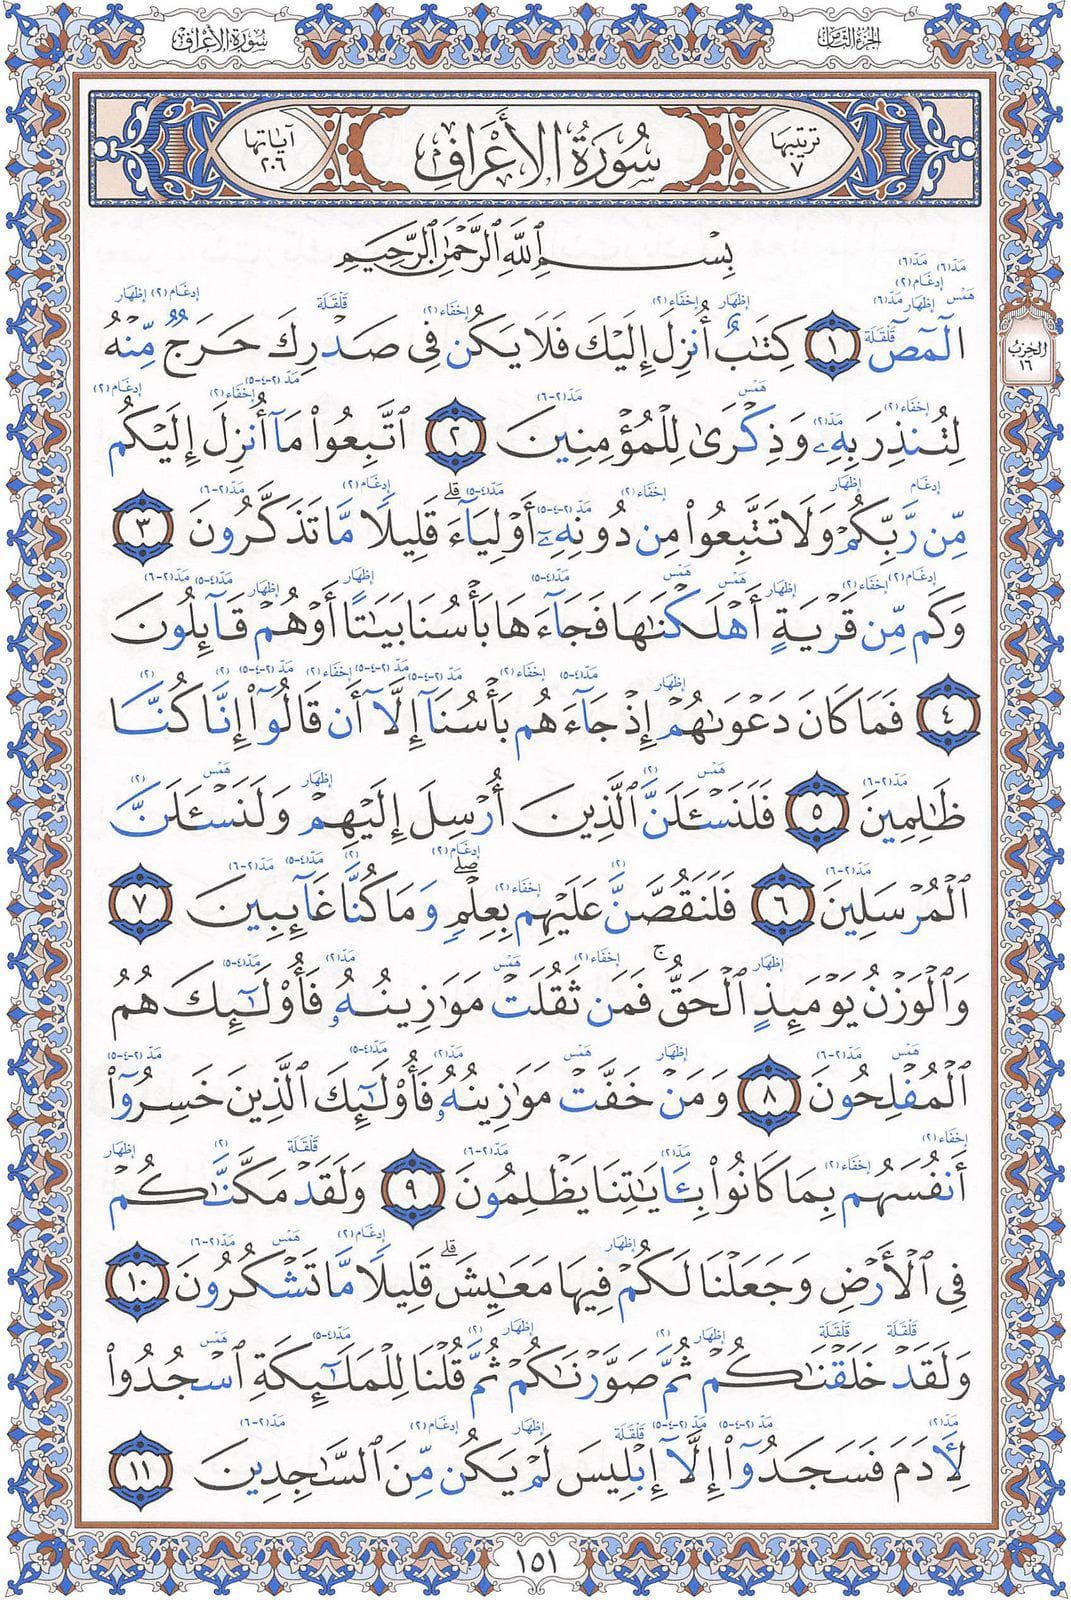 الجزء الثامن
سورة الأعراف
ترتيبها ٧
سُورَةُ الأَعْرَافِ
آياتها ٢٠٦
بِسْمِ ٱللَّهِ ٱلرَّحْمَٰنِ ٱلرَّحِيمِ
الحزب ١٦
الٓمٓصٓ ١ كِتَٰبٌ أُنزِلَ إِلَيْكَ فَلَا يَكُن فِى صَدْرِكَ حَرَجٌ مِّنْهُ
لِتُنذِرَ بِهِۦ وَذِكْرَىٰ لِلْمُؤْمِنِينَ ٢ ٱتَّبِعُوا۟ مَآ أُنزِلَ إِلَيْكُم
مِّن رَّبِّكُمْ وَلَا تَتَّبِعُوا۟ مِن دُونِهِۦٓ أَوْلِيَآءَ ۗ قَلِيلًا مَّا تَذَكَّرُونَ ٣
وَكَم مِّن قَرْيَةٍ أَهْلَكْنَٰهَا فَجَآءَهَا بَأْسُنَا بَيَٰتًا أَوْ هُمْ قَآئِلُونَ
٤ فَمَا كَانَ دَعْوَىٰهُمْ إِذْ جَآءَهُم بَأْسُنَآ إِلَّآ أَن قَالُوٓا۟ إِنَّا كُنَّا
ظَٰلِمِينَ ٥ فَلَنَسْـَٔلَنَّ ٱلَّذِينَ أُرْسِلَ إِلَيْهِمْ وَلَنَسْـَٔلَنَّ
ٱلْمُرْسَلِينَ ٦ فَلَنَقُصَّنَّ عَلَيْهِم بِعِلْمٍ ۖ وَمَا كُنَّا غَآئِبِينَ ٧
وَٱلْوَزْنُ يَوْمَئِذٍ ٱلْحَقُّ ۚ فَمَن ثَقُلَتْ مَوَٰزِينُهُۥ فَأُو۟لَٰٓئِكَ هُمُ
ٱلْمُفْلِحُونَ ٨ وَمَنْ خَفَّتْ مَوَٰزِينُهُۥ فَأُو۟لَٰٓئِكَ ٱلَّذِينَ خَسِرُوٓا۟
أَنفُسَهُم بِمَا كَانُوا۟ بِـَٔايَٰتِنَا يَظْلِمُونَ ٩ وَلَقَدْ مَكَّنَّٰكُمْ
فِى ٱلْأَرْضِ وَجَعَلْنَا لَكُمْ فِيهَا مَعَٰيِشَ ۗ قَلِيلًا مَّا تَشْكُرُونَ ١٠
وَلَقَدْ خَلَقْنَٰكُمْ ثُمَّ صَوَّرْنَٰكُمْ ثُمَّ قُلْنَا لِلْمَلَٰٓئِكَةِ ٱسْجُدُوا۟
لِـَٔادَمَ فَسَجَدُوٓا۟ إِلَّآ إِبْلِيسَ لَمْ يَكُن مِّنَ ٱلسَّٰجِدِينَ ١١
١٥١